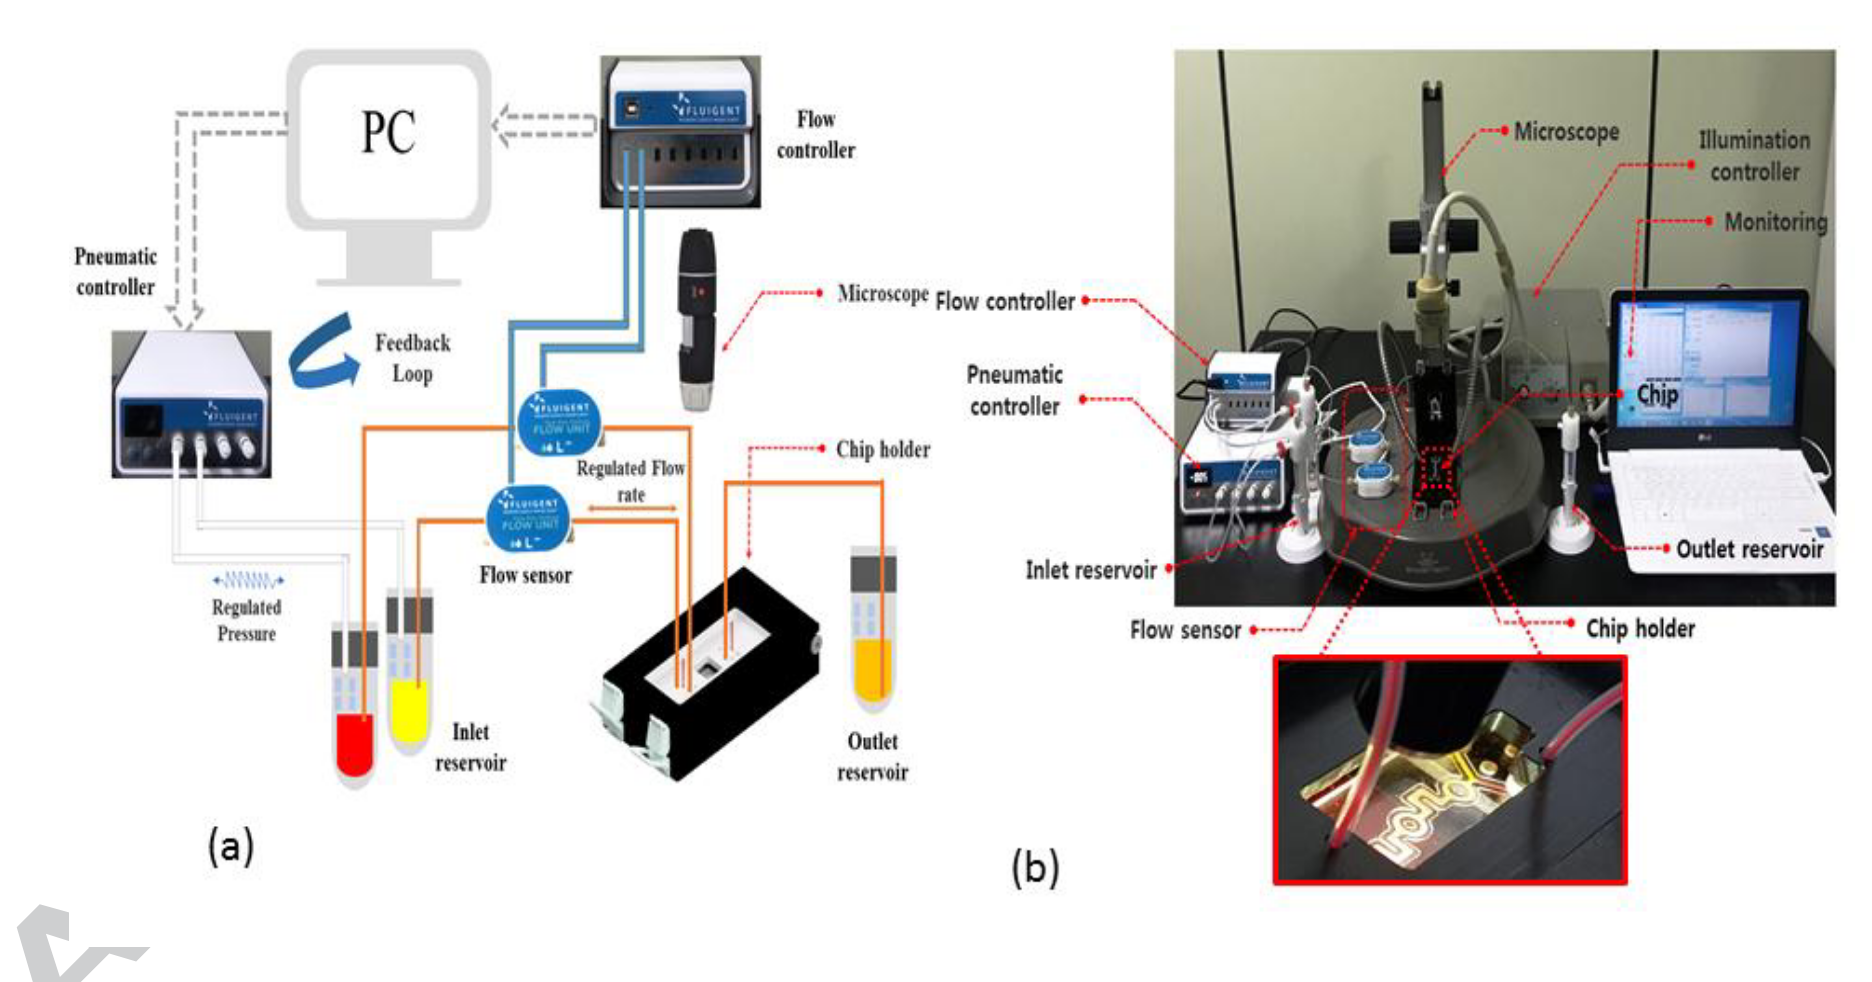 PC
FLUIGENT
Flow
controller
Pneumatic
controller
Feedback
Loop
FLUIGENT
Microscope
FLUIGENT
FLOW UNIT
L
Regulated Flow
rate
Chip holder
FLUIGENT
FLOW UNIT
L
Flow sensor
Regulated
Pressure
Inlet
reservoir
Outlet
reservoir
(a)
Microscope
Illumination
controller
Monitoring
Flow controller
Pneumatic
controller
Chip
Inlet reservoir
Outlet reservoir
Flow sensor
Chip holder
(b)